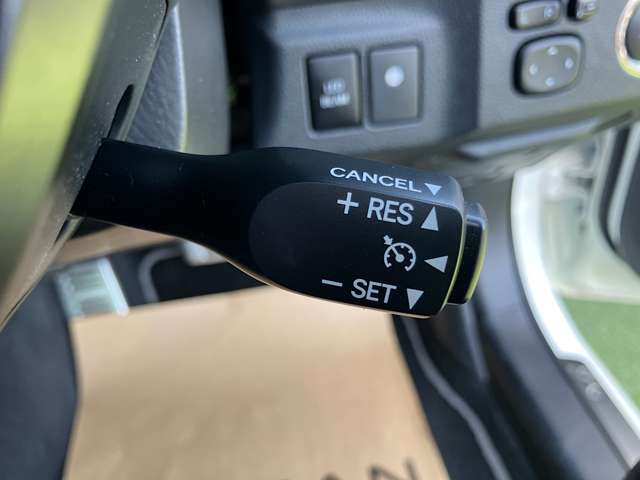 CANCEL ▼
+ RES ▲
− SET ▼